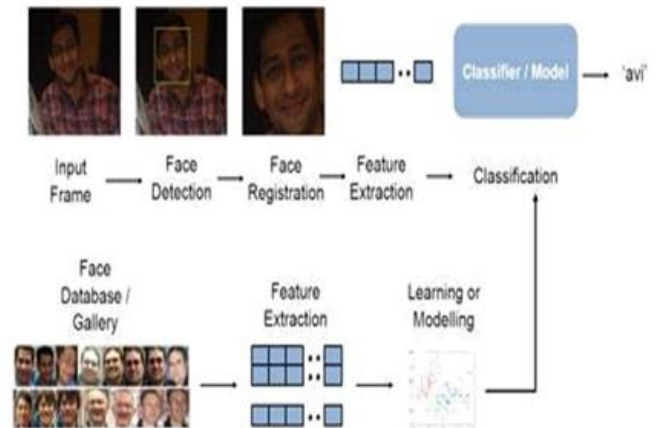 Classifier / Model
'avi'
Input
Frame
Face
Detection
Face
Registration
Feature
Extraction
Classification
Face
Database /
Gallery
Feature
Extraction
Learning or
Modelling